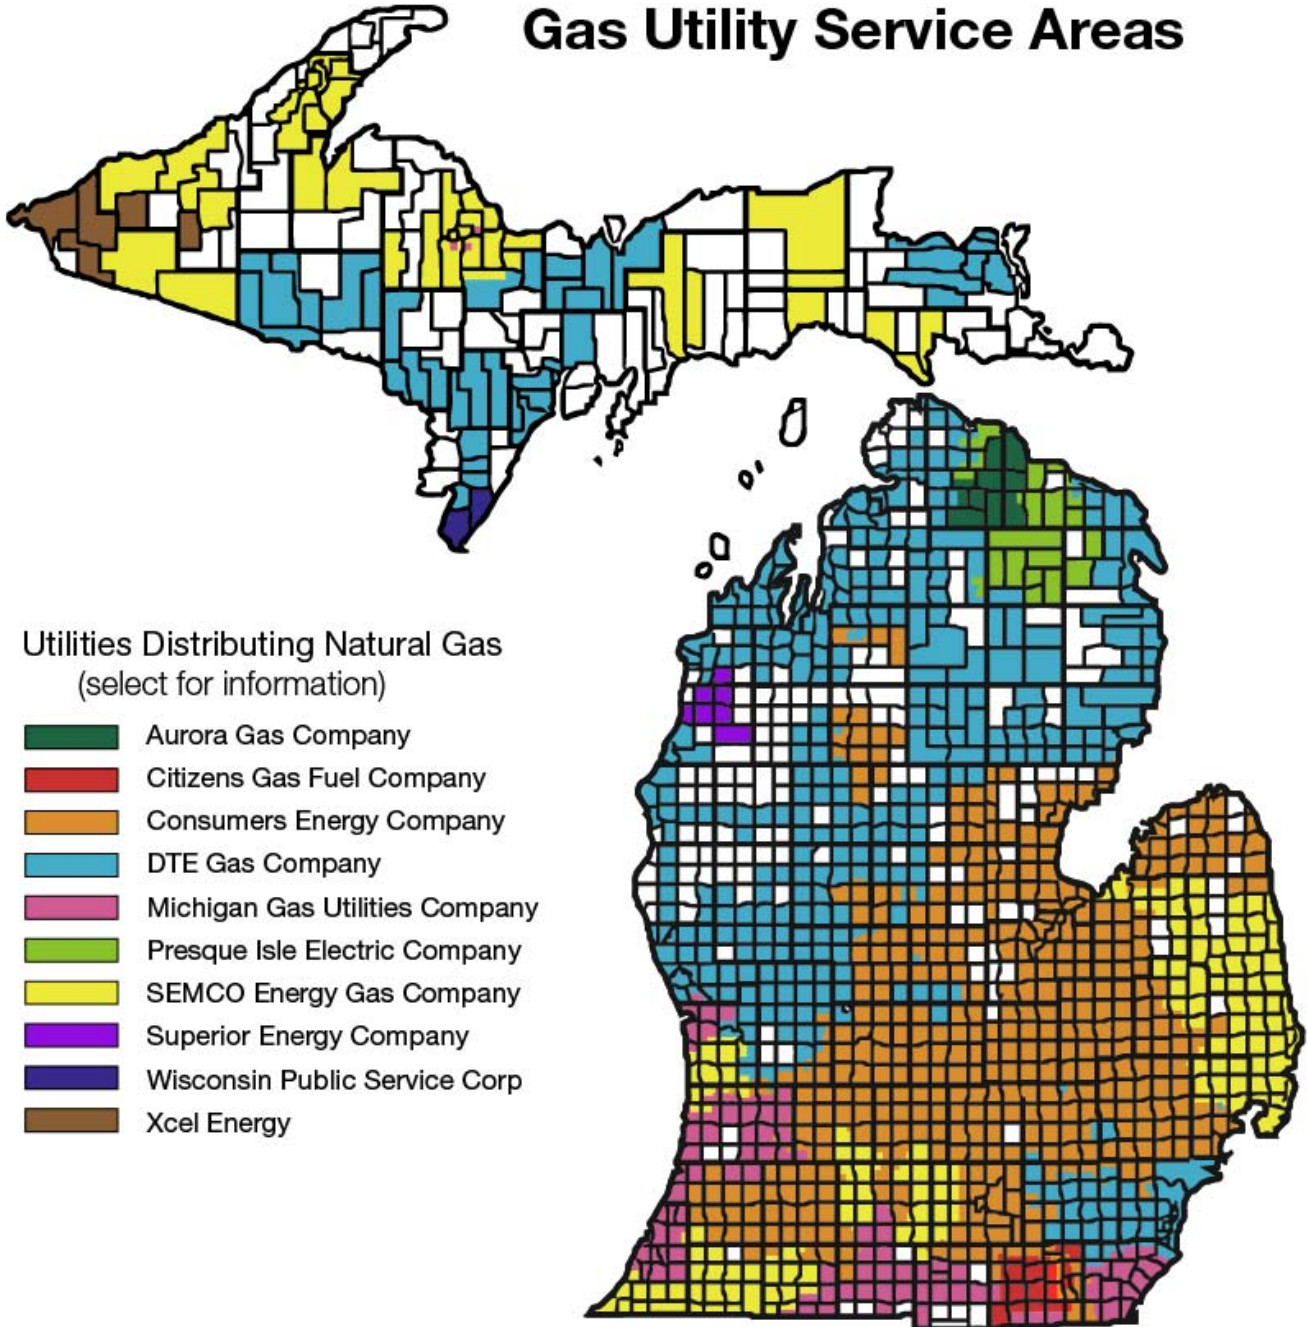 Gas Utility Service Areas
Utilities Distributing Natural Gas
(select for information)
Aurora Gas Company
Citizens Gas Fuel Company
Consumers Energy Company
DTE Gas Company
Michigan Gas Utilities Company
Presque Isle Electric Company
SEMCO Energy Gas Company
Superior Energy Company
Wisconsin Public Service Corp
Xcel Energy